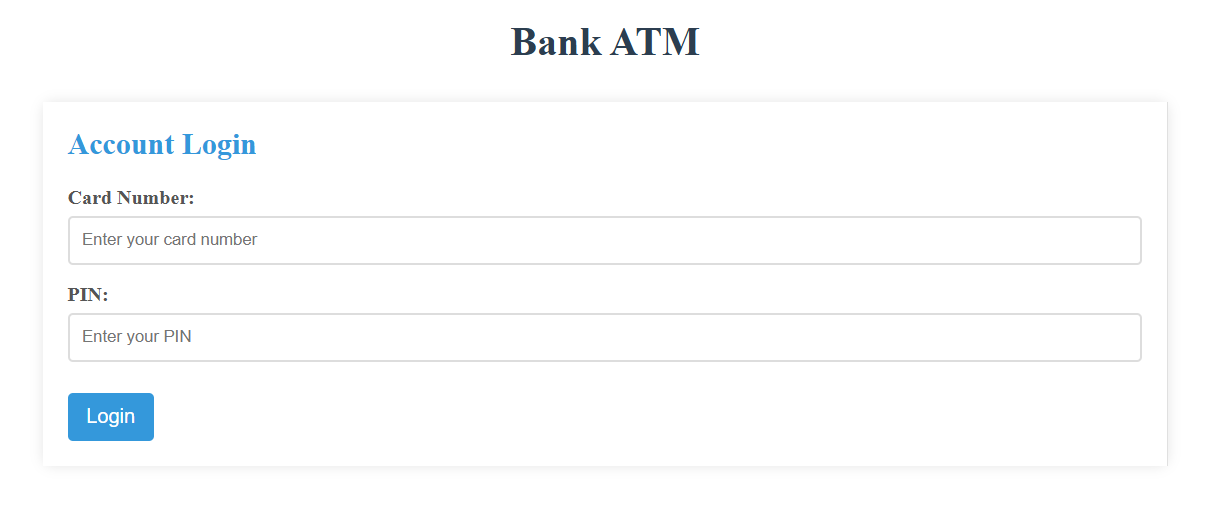 Bank ATM
Account Login
Card Number:
Enter your card number
PIN:
Enter your PIN
Login